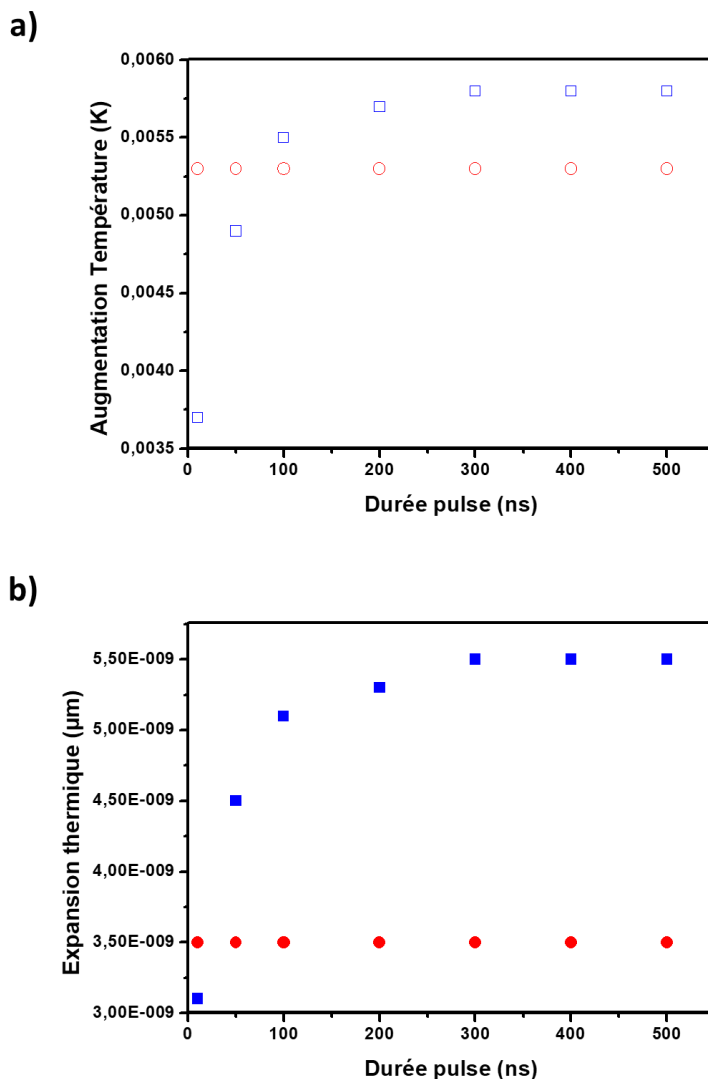 a)
0,0060
0,0055
0,0050
0,0045
0,0040
0,0035
Augmentation Température (K)
0 100 200 300 400 500
Durée pulse (ns)
b)
5,50E-009
5,00E-009
4,50E-009
4,00E-009
3,50E-009
3,00E-009
Expansion thermique (µm)
0 100 200 300 400 500
Durée pulse (ns)